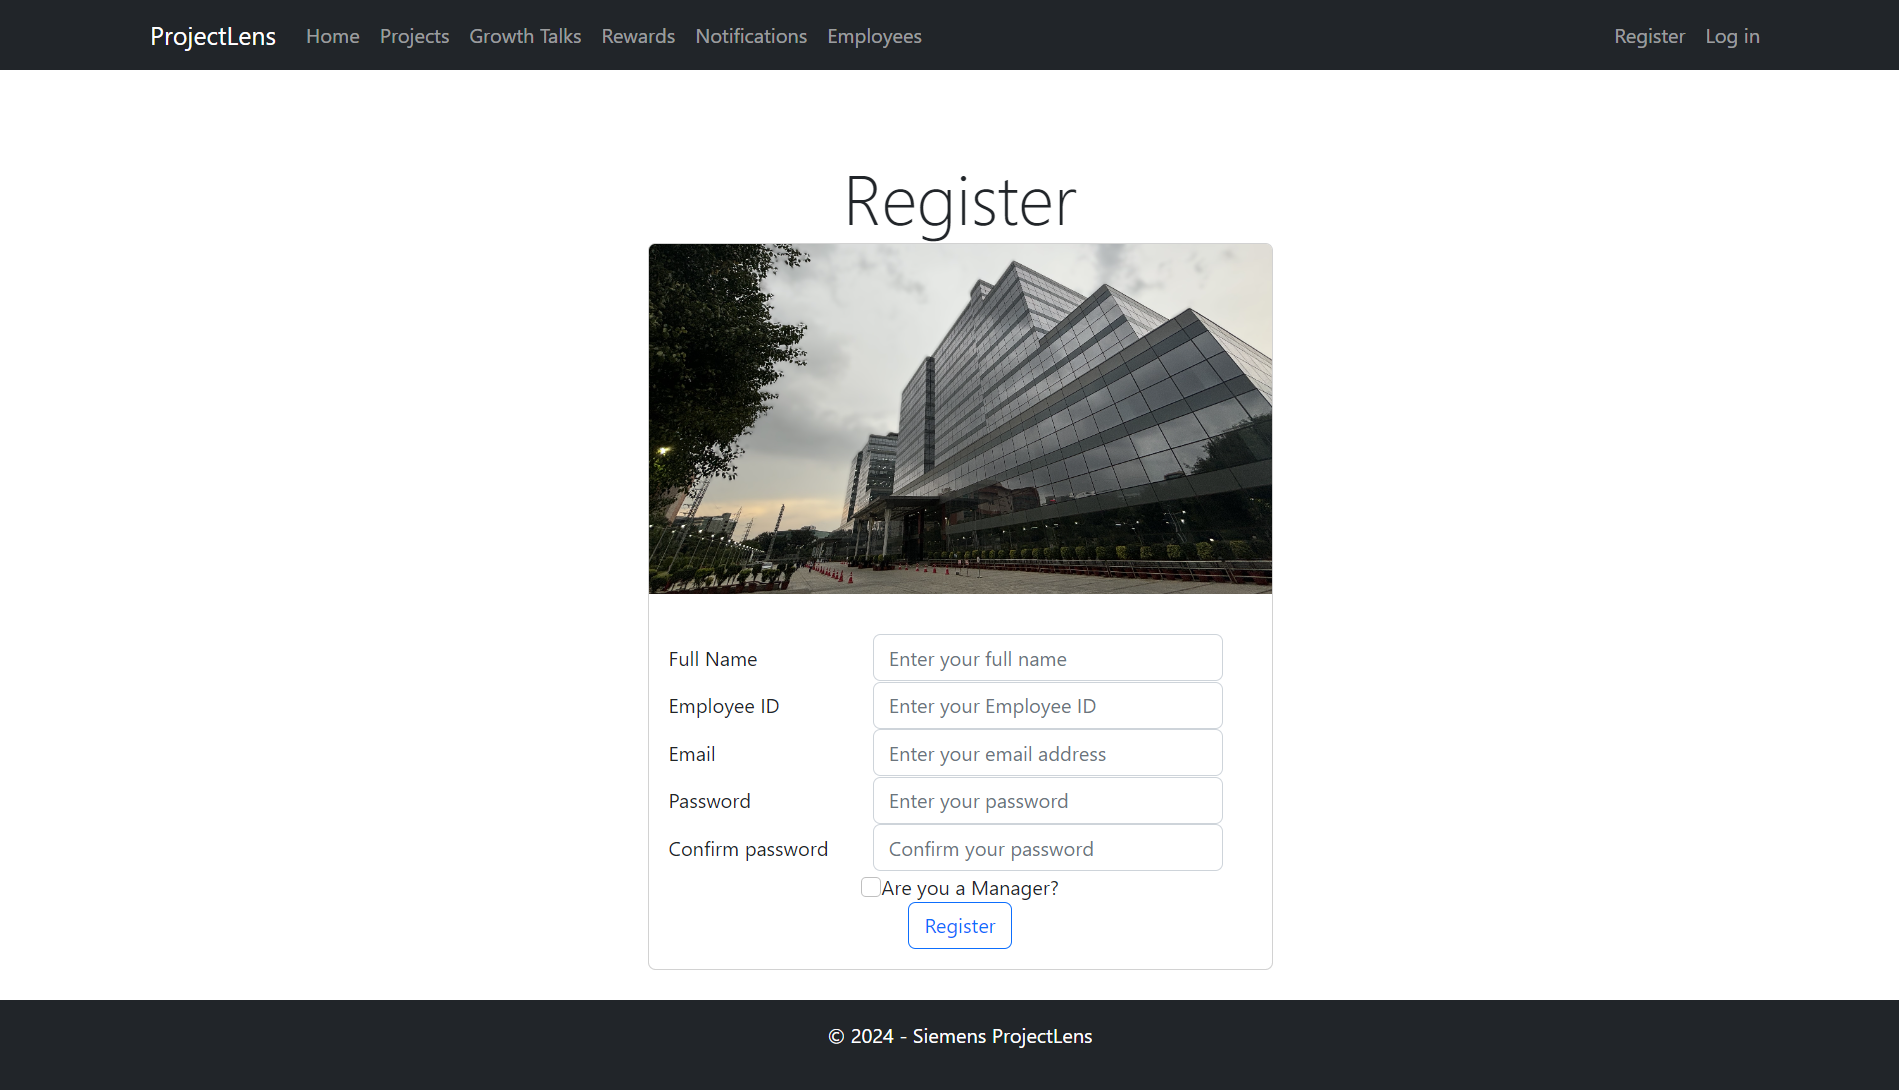 ProjectLens Home Projects Growth Talks Rewards Notifications Employees Register Log in
Register
Full Name Enter your full name
Employee ID Enter your Employee ID
Email Enter your email address
Password Enter your password
Confirm password Confirm your password
Are you a Manager?
Register
© 2024 - Siemens ProjectLens